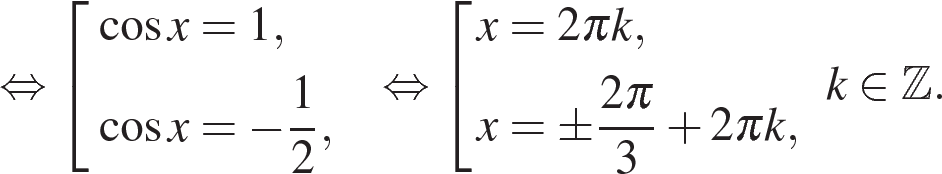 ⇔ [ cos x = 1, cos x = −1/2, ⇔ [ x = 2πk, x = ±2π/3 + 2πk, k ∈ ℤ.